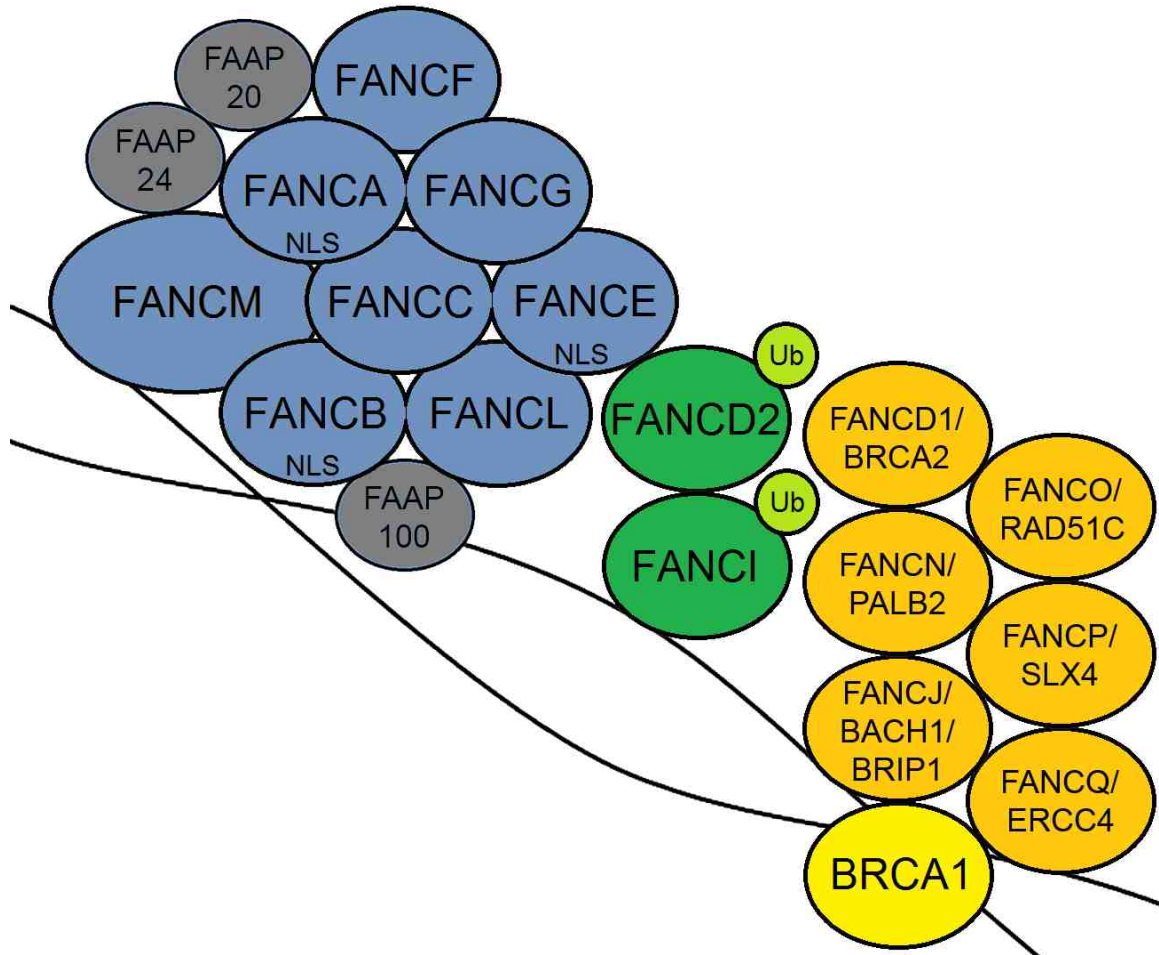 FAAP
20
FANCF
FAAP
24
FANCA
NLS
FANCG
FANCM
FANCC
FANCE
NLS
FANCB
NLS
FANCL
FAAP
100
Ub
FANCD2
Ub
FANCI
FANCD1/
BRCA2
FANCO/
RAD51C
FANCN/
PALB2
FANCP/
SLX4
FANCJ/
BACH1/
BRIP1
FANCQ/
ERCC4
BRCA1